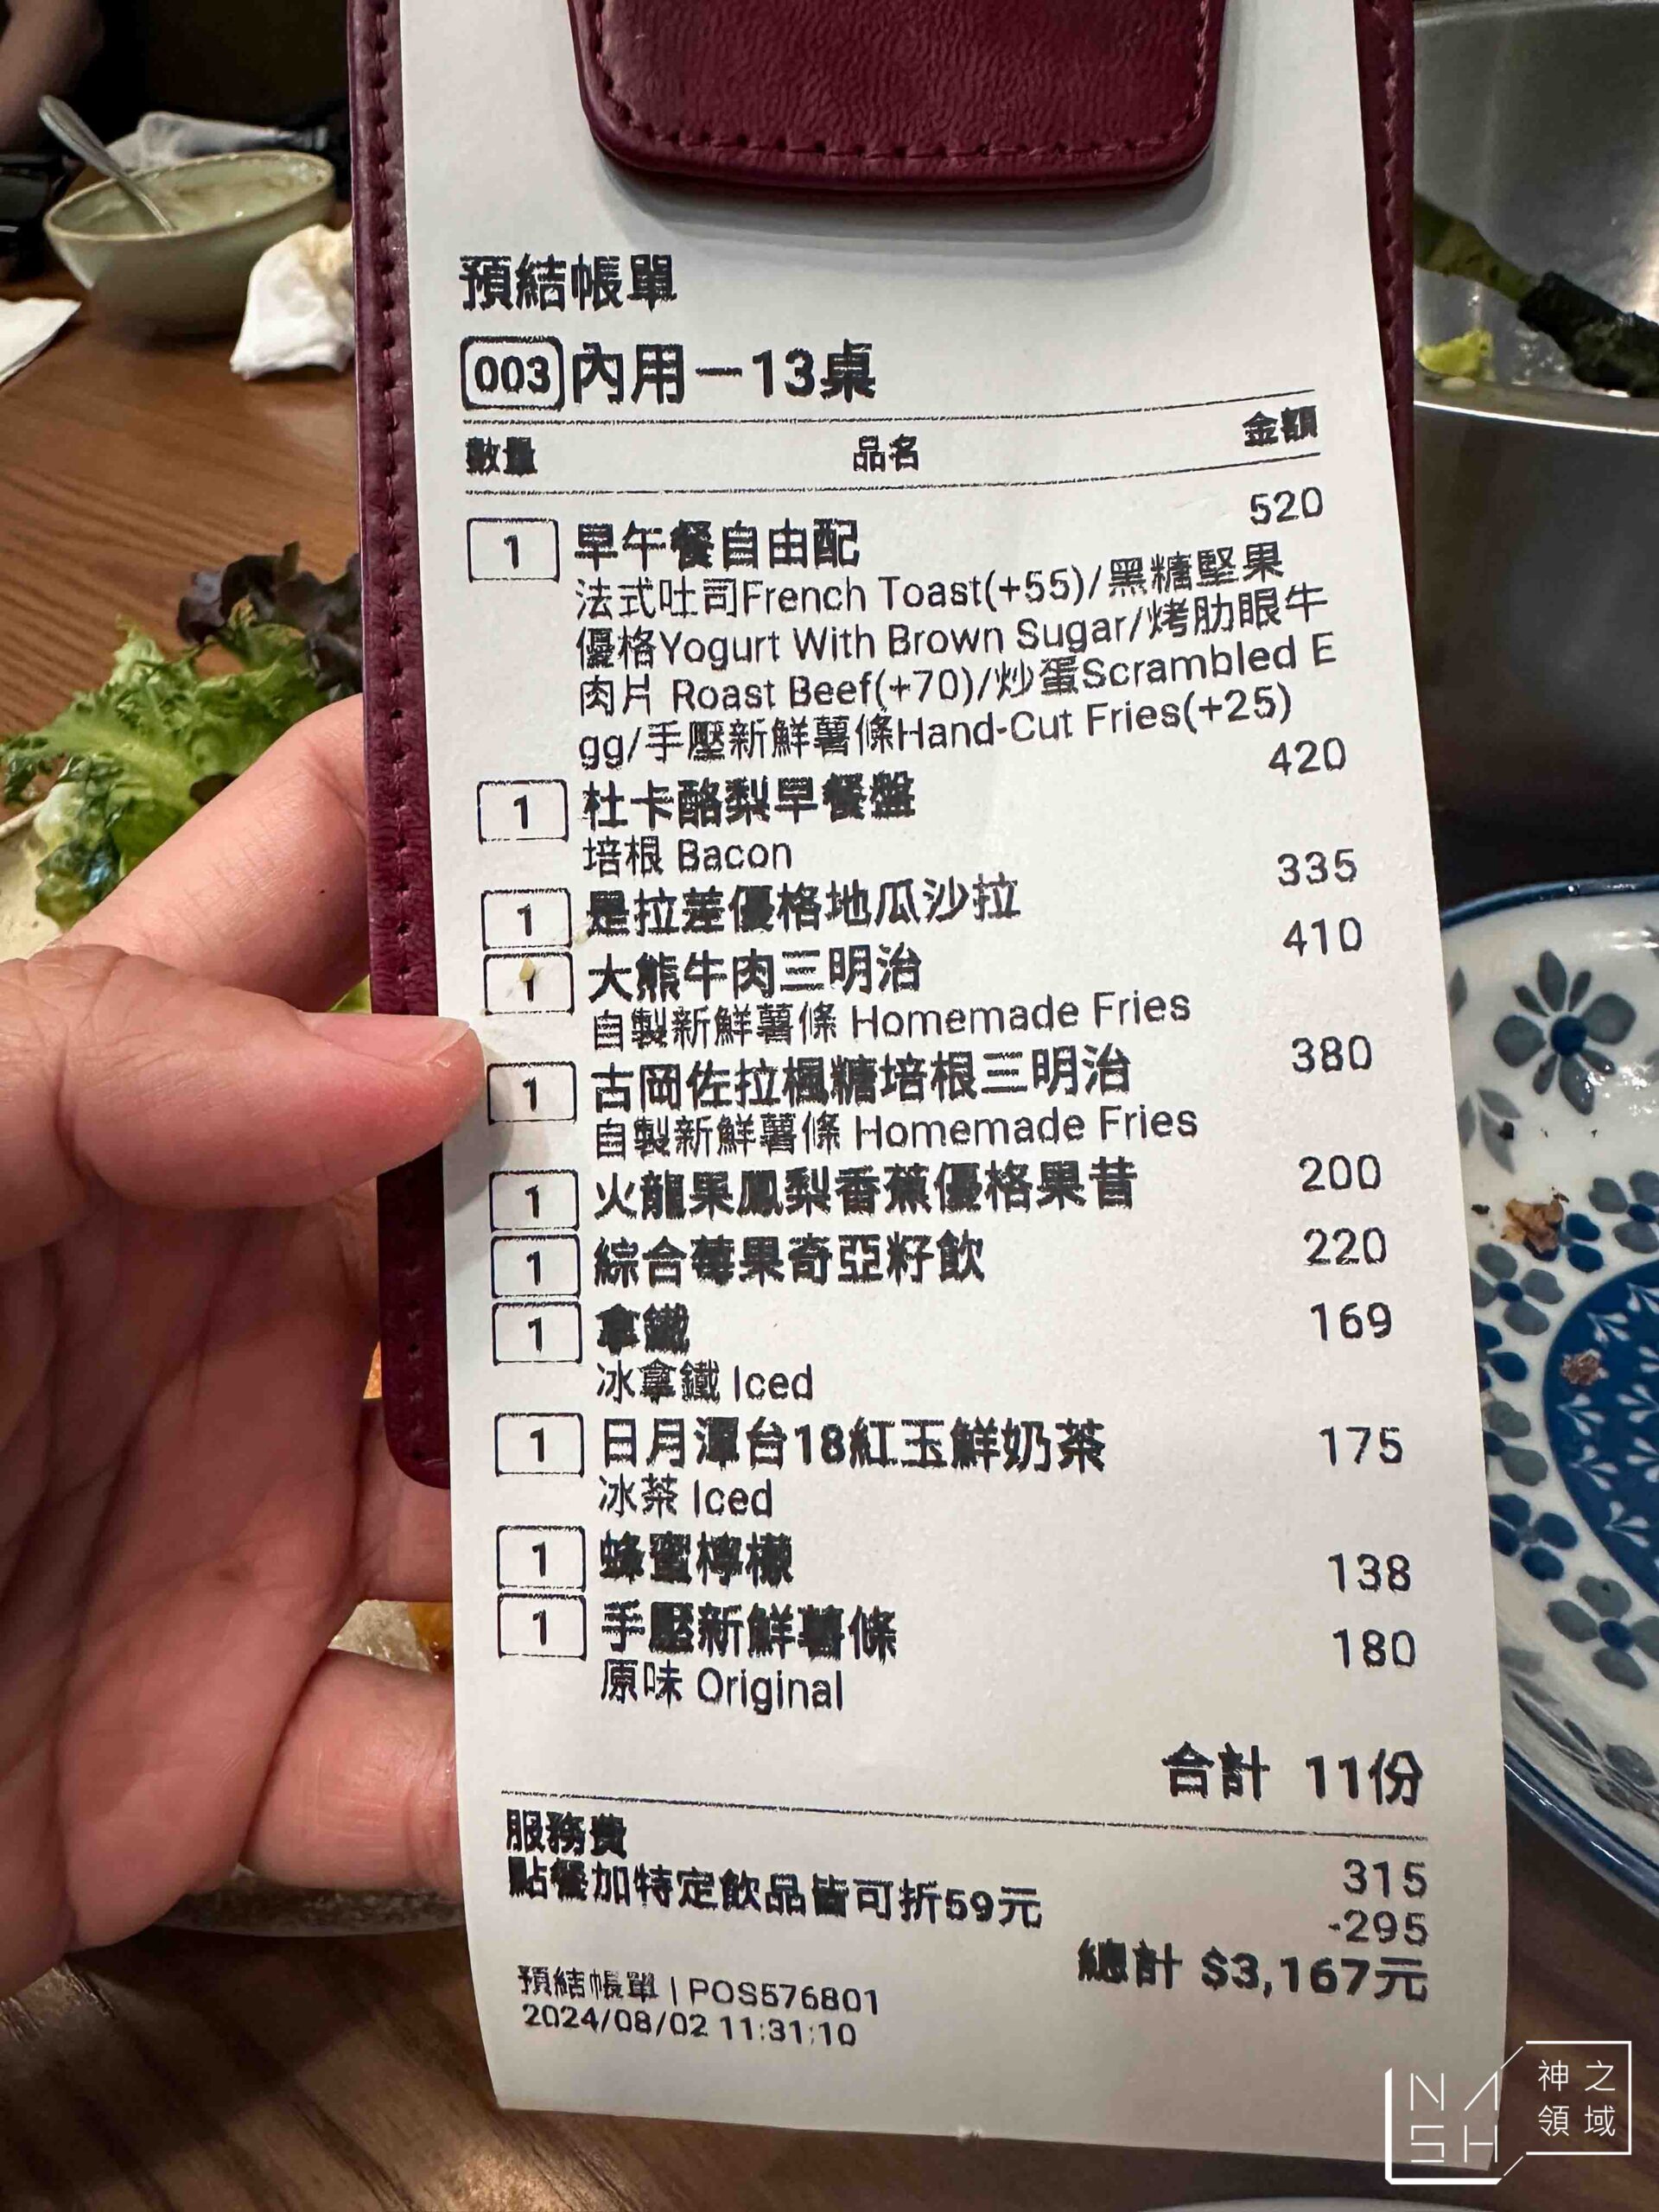 預結帳單
003 內用－13桌
數量 品名 金額
1 早午餐自由配 520
法式吐司French Toast(+55)/黑糖堅果
優格Yogurt With Brown Sugar/烤肋眼牛
肉片 Roast Beef(+70)/炒蛋Scrambled E
gg/手壓新鮮薯條Hand-Cut Fries(+25)
1 杜卡酪梨早餐盤 420
培根 Bacon
1 是拉差優格地瓜沙拉 335
1 大熊牛肉三明治 410
自製新鮮薯條 Homemade Fries
1 古岡佐拉楓糖培根三明治 380
自製新鮮薯條 Homemade Fries
1 火龍果鳳梨香蕉優格果昔 200
1 綜合莓果奇亞籽飲 220
1 拿鐵 169
冰拿鐵 Iced
1 日月潭台18紅玉鮮奶茶 175
冰茶 Iced
1 蜂蜜檸檬 138
1 手壓新鮮薯條 180
原味 Original
合計 11份
服務費 315
點餐加特定飲品皆可折59元 -295
總計 $3,167元
預結帳單 | POS576801
2024/08/02 11:31:10
NASH 神之領域